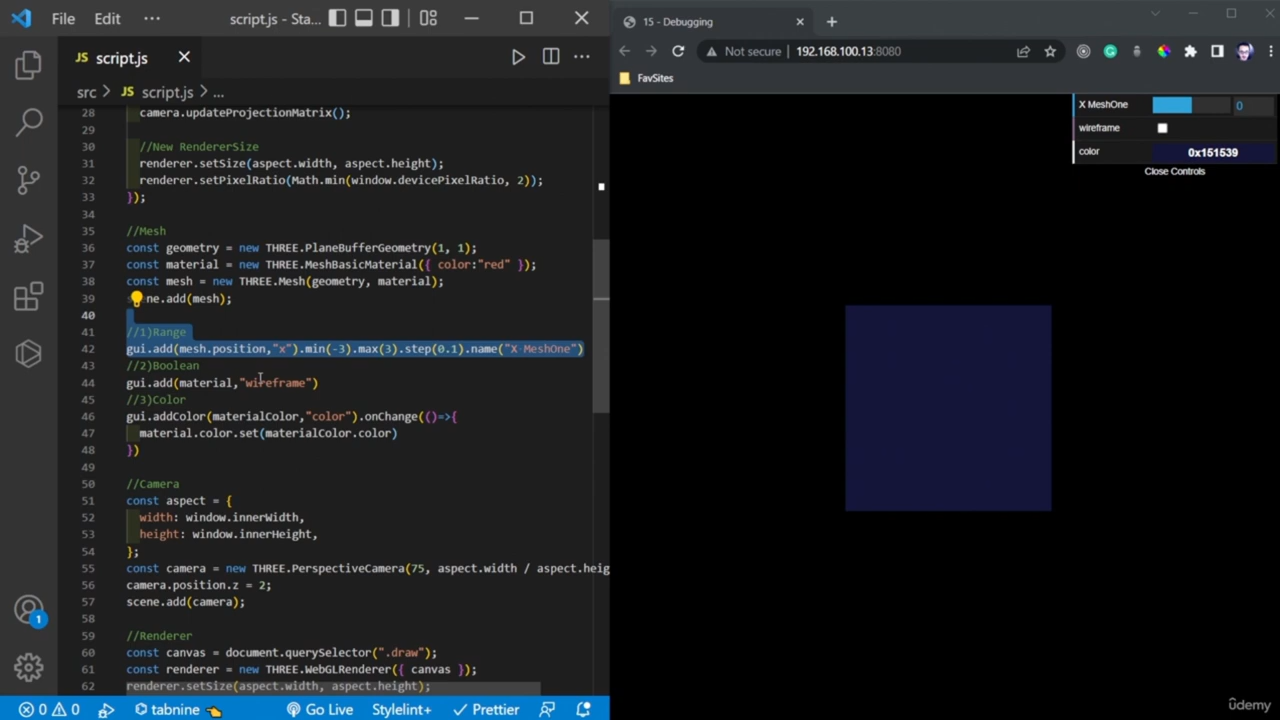 File Edit ··· script.js - Sta...
script.js
src > JS script.js > ...
28 camera.updateProjectionMatrix();
29
30 //New RendererSize
31 renderer.setSize(aspect.width, aspect.height);
32 renderer.setPixelRatio(Math.min(window.devicePixelRatio, 2));
33 });
34
35 //Mesh
36 const geometry = new THREE.PlaneBufferGeometry(1, 1);
37 const material = new THREE.MeshBasicMaterial({ color:"red" });
38 const mesh = new THREE.Mesh(geometry, material);
39 ne.add(mesh);
40
41 //1)Range
42 gui.add(mesh.position,"x").min(-3).max(3).step(0.1).name("X·MeshOne")
43 //2)Boolean
44 gui.add(material,"wireframe")
45 //3)Color
46 gui.addColor(materialColor,"color").onChange(()=>{
47 material.color.set(materialColor.color)
48 })
49
50 //Camera
51 const aspect = {
52 width: window.innerWidth,
53 height: window.innerHeight,
54 };
55 const camera = new THREE.PerspectiveCamera(75, aspect.width / aspect.heig
56 camera.position.z = 2;
57 scene.add(camera);
58
59 //Renderer
60 const canvas = document.querySelector(".draw");
61 const renderer = new THREE.WebGLRenderer({ canvas });
62 renderer.setSize(aspect.width, aspect.height);
1
0 0 tabnine Go Live Stylelint+ Prettier
15 - Debugging
Not secure | 192.168.100.13:8080
FavSites
X MeshOne 0
wireframe
color 0x151539
Close Controls
ûdemy